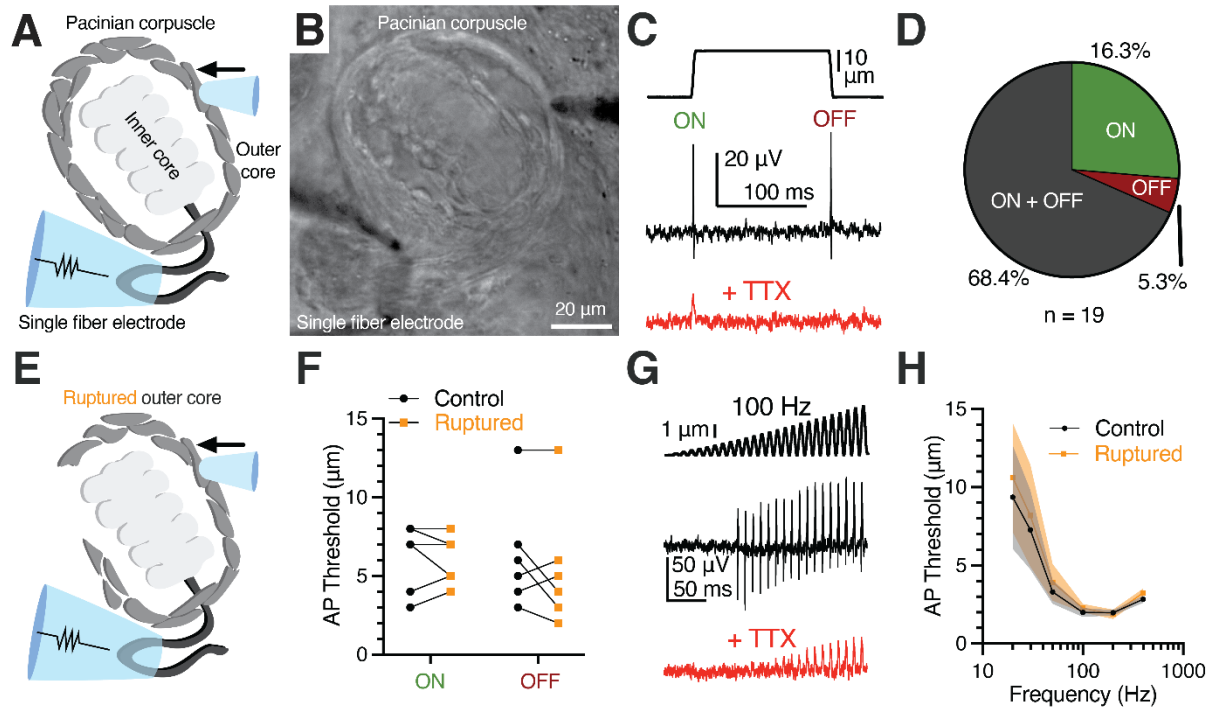 A
Pacinian corpuscle
Inner core
Outer
core
Single fiber electrode
B
Pacinian corpuscle
Single fiber electrode
20 µm
C
10
µm
ON
OFF
20 µV
100 ms
+ TTX
D
16.3%
ON
OFF
ON + OFF
68.4%
5.3%
n = 19
E
Ruptured outer core
F
Control
Ruptured
15
10
5
0
AP Threshold (µm)
ON
OFF
G
100 Hz
1 µm
50 µV
50 ms
+ TTX
H
Control
Ruptured
15
10
5
0
AP Threshold (µm)
10
100
1000
Frequency (Hz)